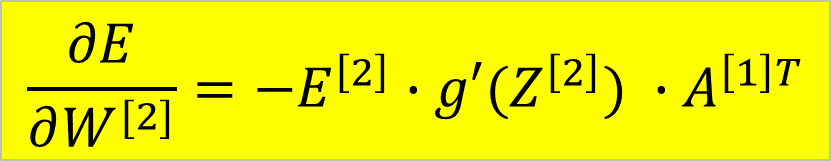 ∂E/∂W^[2] = −E^[2] · g′(Z^[2]) · A^[1]T